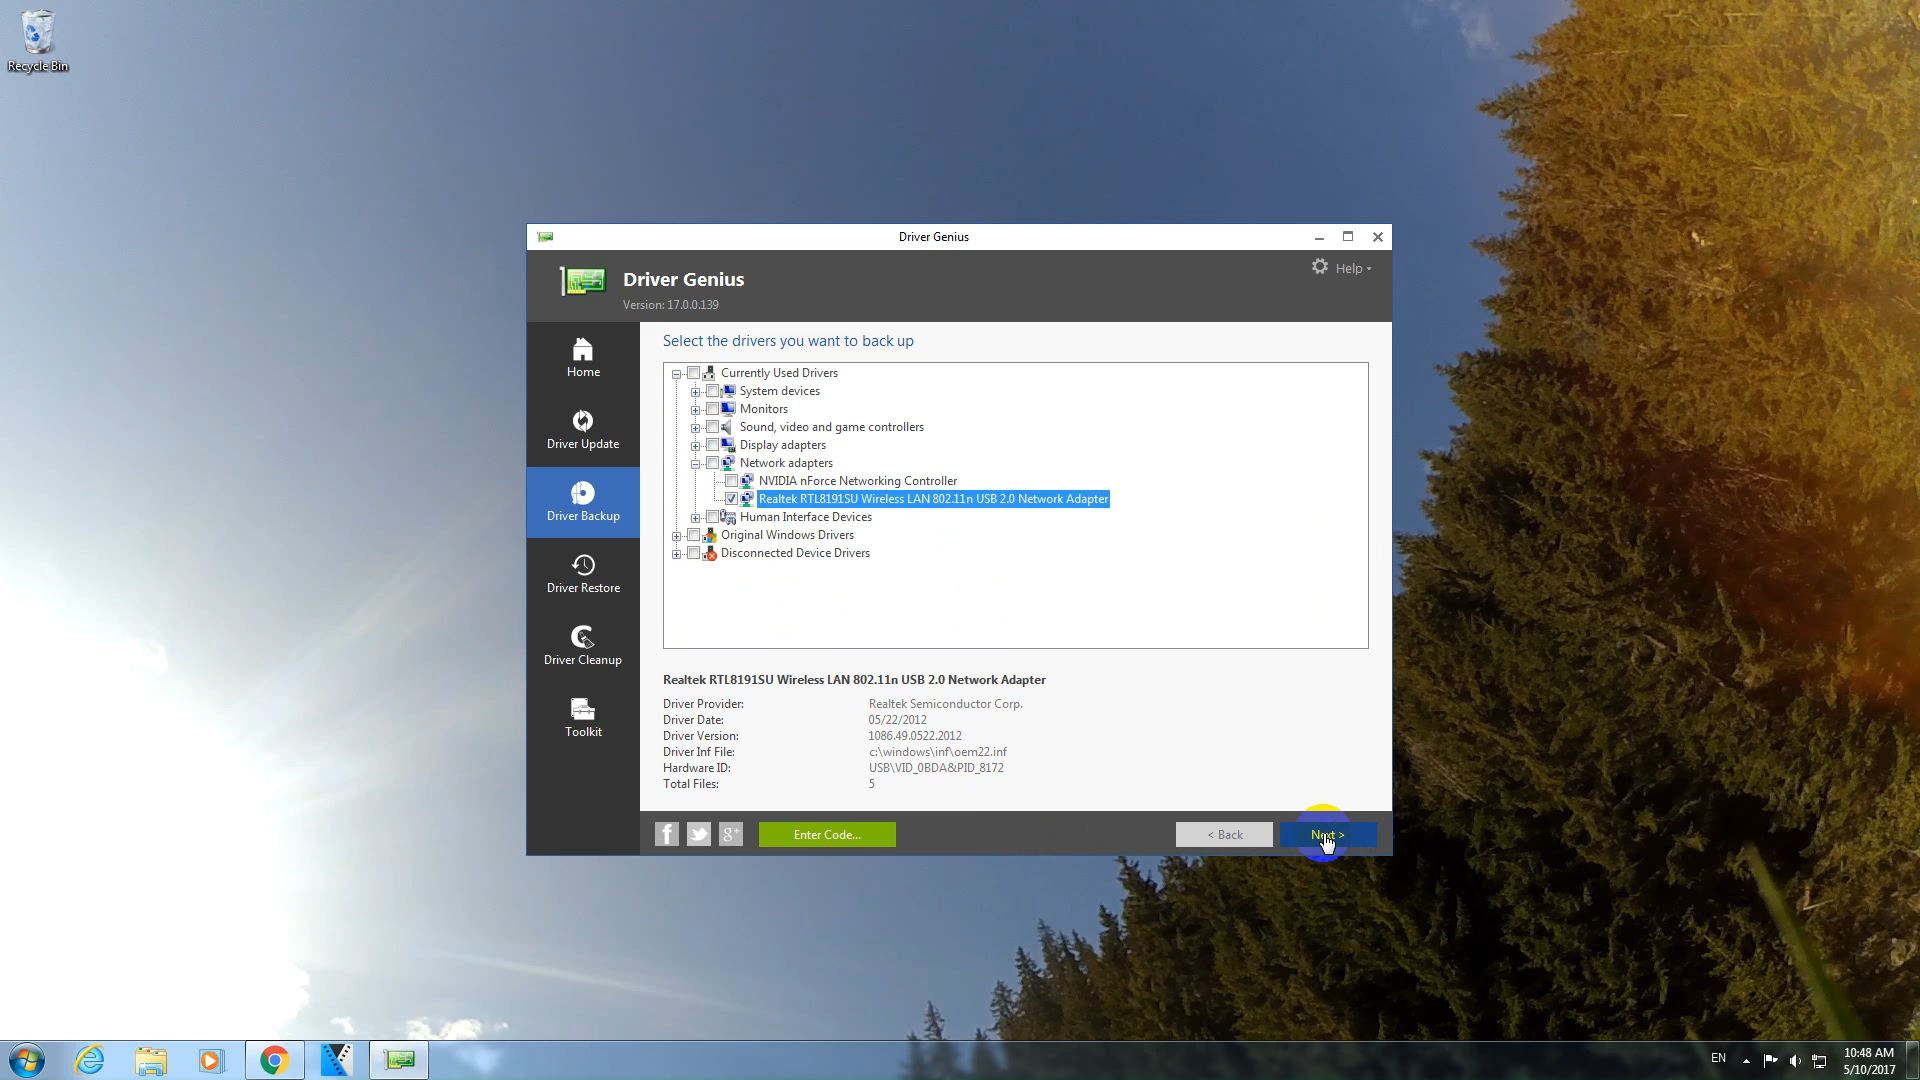 Recycle Bin
Driver Genius
Driver Genius
Version: 17.0.0.139
Help
Home
Driver Update
Driver Backup
Driver Restore
Driver Cleanup
Toolkit
Select the drivers you want to back up
Currently Used Drivers
System devices
Monitors
Sound, video and game controllers
Display adapters
Network adapters
NVIDIA nForce Networking Controller
Realtek RTL8191SU Wireless LAN 802.11n USB 2.0 Network Adapter
Human Interface Devices
Original Windows Drivers
Disconnected Device Drivers
Realtek RTL8191SU Wireless LAN 802.11n USB 2.0 Network Adapter
Driver Provider: Realtek Semiconductor Corp.
Driver Date: 05/22/2012
Driver Version: 1086.49.0522.2012
Driver Inf File: c:\windows\inf\oem22.inf
Hardware ID: USB\VID_0BDA&PID_8172
Total Files: 5
Enter Code...
< Back
Next >
EN
10:48 AM
5/10/2017